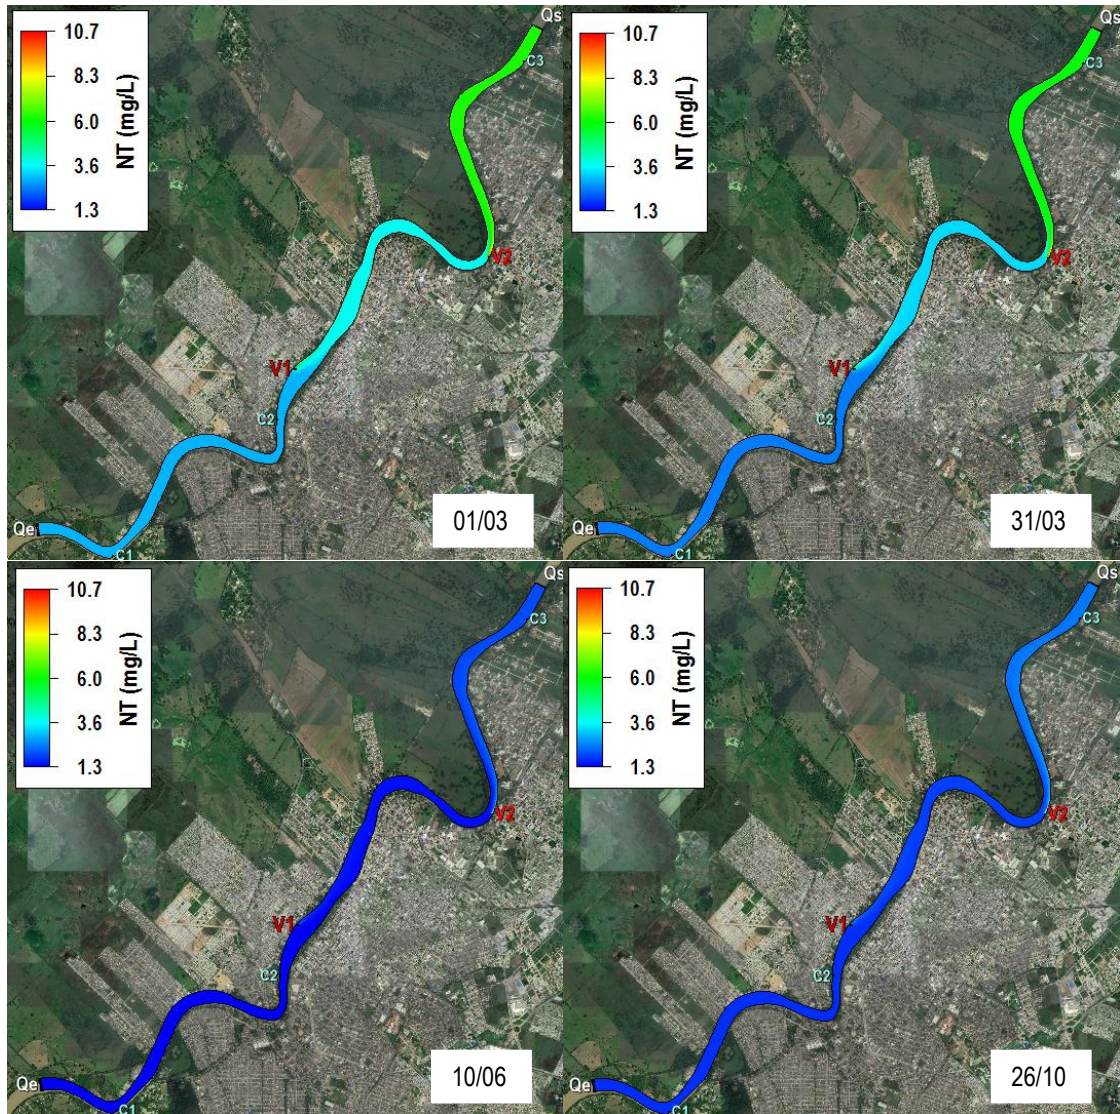 10.7
8.3
6.0
3.6
1.3
NT (mg/L)
Qs
C3
V2
V1
C2
Qe
C1
01/03
10.7
8.3
6.0
3.6
1.3
NT (mg/L)
Qs
C3
V2
V1
C2
Qe
C1
31/03
10.7
8.3
6.0
3.6
1.3
NT (mg/L)
Qs
C3
V2
V1
C2
Qe
C1
10/06
10.7
8.3
6.0
3.6
1.3
NT (mg/L)
Qs
C3
V2
V1
C2
Qe
C1
26/10